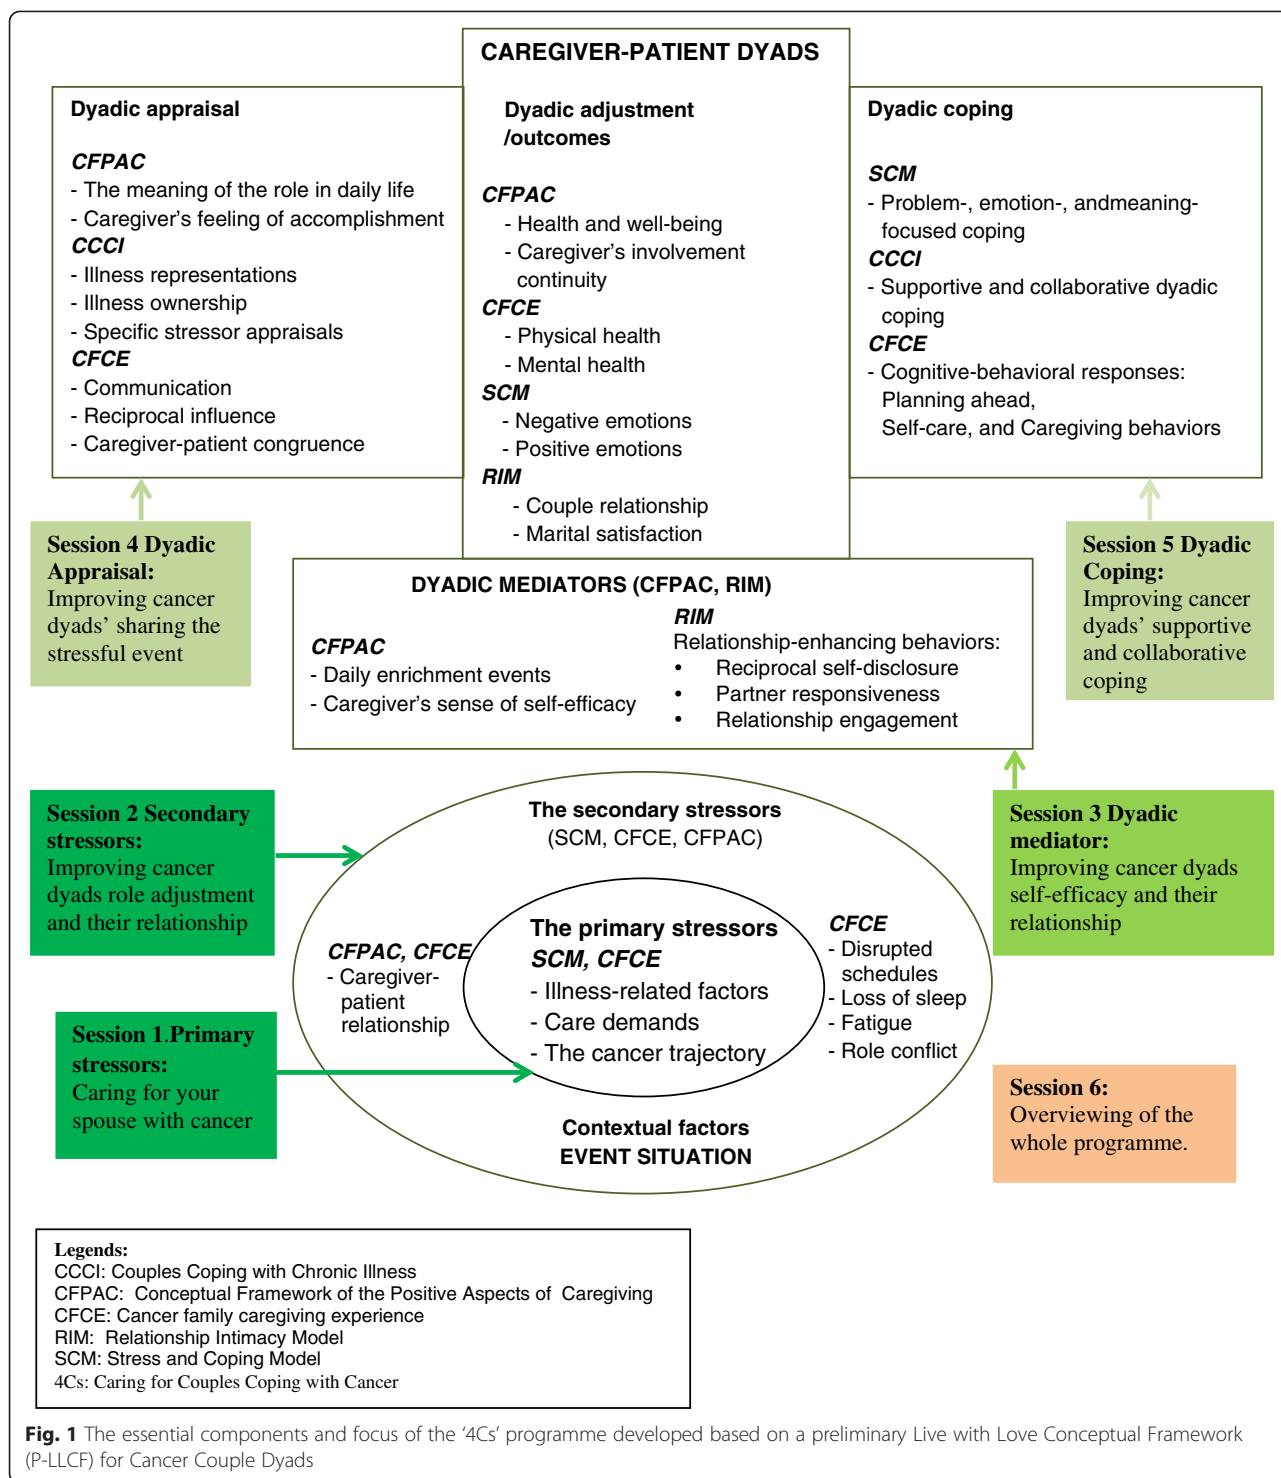 CAREGIVER-PATIENT DYADS
Dyadic appraisal
CFPAC
- The meaning of the role in daily life
- Caregiver's feeling of accomplishment
CCCI
- Illness representations
- Illness ownership
- Specific stressor appraisals
CFCE
- Communication
- Reciprocal influence
- Caregiver-patient congruence
Dyadic adjustment
/outcomes
CFPAC
- Health and well-being
- Caregiver's involvement
continuity
CFCE
- Physical health
- Mental health
SCM
- Negative emotions
- Positive emotions
RIM
- Couple relationship
- Marital satisfaction
Dyadic coping
SCM
- Problem-, emotion-, andmeaning-
focused coping
CCCI
- Supportive and collaborative dyadic
coping
CFCE
- Cognitive-behavioral responses:
Planning ahead,
Self-care, and Caregiving behaviors
Session 4 Dyadic
Appraisal:
Improving cancer
dyads' sharing the
stressful event
Session 5 Dyadic
Coping:
Improving cancer
dyads' supportive
and collaborative
coping
DYADIC MEDIATORS (CFPAC, RIM)
CFPAC
- Daily enrichment events
- Caregiver's sense of self-efficacy
RIM
Relationship-enhancing behaviors:
• Reciprocal self-disclosure
• Partner responsiveness
• Relationship engagement
Session 2 Secondary
stressors:
Improving cancer
dyads role adjustment
and their relationship
Session 3 Dyadic
mediator:
Improving cancer dyads
self-efficacy and their
relationship
The secondary stressors
(SCM, CFCE, CFPAC)
CFPAC, CFCE
- Caregiver-
patient
relationship
The primary stressors
SCM, CFCE
- Illness-related factors
- Care demands
- The cancer trajectory
CFCE
- Disrupted
schedules
- Loss of sleep
- Fatigue
- Role conflict
Session 1.Primary
stressors:
Caring for your
spouse with cancer
Contextual factors
EVENT SITUATION
Session 6:
Overviewing of the
whole programme.
Legends:
CCCI: Couples Coping with Chronic Illness
CFPAC: Conceptual Framework of the Positive Aspects of Caregiving
CFCE: Cancer family caregiving experience
RIM: Relationship Intimacy Model
SCM: Stress and Coping Model
4Cs: Caring for Couples Coping with Cancer
Fig. 1 The essential components and focus of the '4Cs' programme developed based on a preliminary Live with Love Conceptual Framework
(P-LLCF) for Cancer Couple Dyads